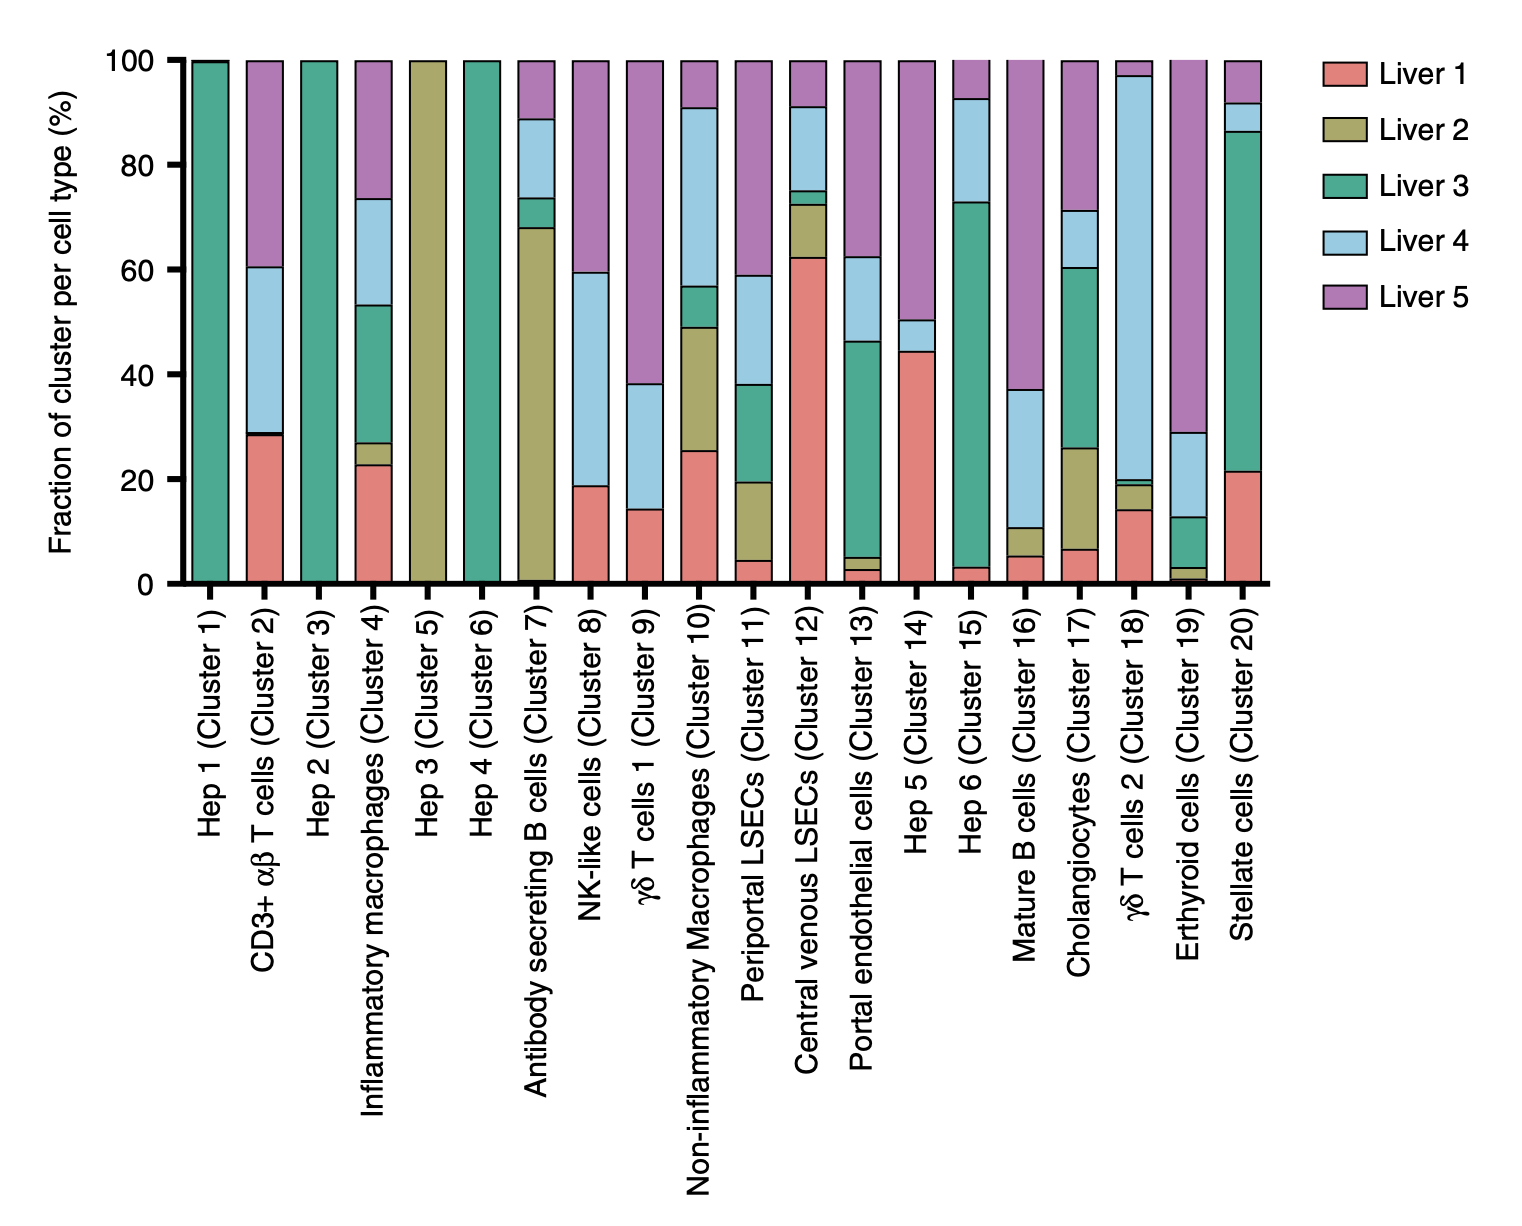 Fraction of cluster per cell type (%)
100
80
60
40
20
0
Liver 1
Liver 2
Liver 3
Liver 4
Liver 5
Hep 1 (Cluster 1)
CD3+ αβ T cells (Cluster 2)
Hep 2 (Cluster 3)
Inflammatory macrophages (Cluster 4)
Hep 3 (Cluster 5)
Hep 4 (Cluster 6)
Antibody secreting B cells (Cluster 7)
NK-like cells (Cluster 8)
γδ T cells 1 (Cluster 9)
Non-inflammatory Macrophages (Cluster 10)
Periportal LSECs (Cluster 11)
Central venous LSECs (Cluster 12)
Portal endothelial cells (Cluster 13)
Hep 5 (Cluster 14)
Hep 6 (Cluster 15)
Mature B cells (Cluster 16)
Cholangiocytes (Cluster 17)
γδ T cells 2 (Cluster 18)
Erthyroid cells (Cluster 19)
Stellate cells (Cluster 20)